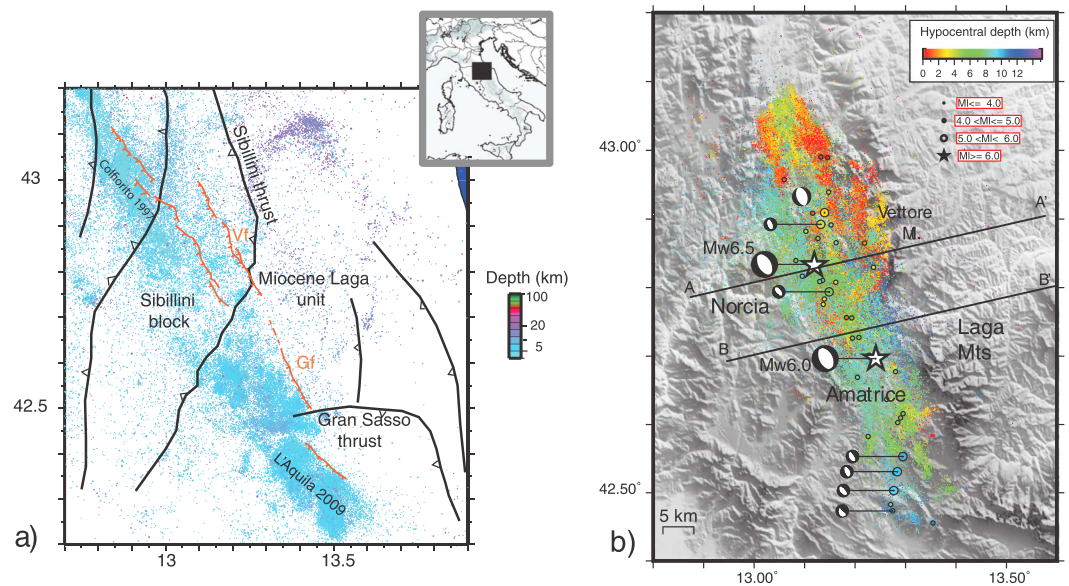 Sibillini thrust
Colfiorito 1997
Vf
Miocene Laga
unit
Sibillini
block
Gf
Gran Sasso
thrust
L'Aquila 2009
43
42.5
13
13.5
Depth (km)
100
20
5
a)
Hypocentral depth (km)
0 2 4 6 8 10 12
Ml<= 4.0
4.0 <Ml<= 5.0
5.0 <Ml< 6.0
Ml>= 6.0
43.00°
42.50°
13.00°
13.50°
A'
Vettore
Mt.
B'
Mw6.5
A
Norcia
B
Laga
Mts
Mw6.0
Amatrice
5 km
b)